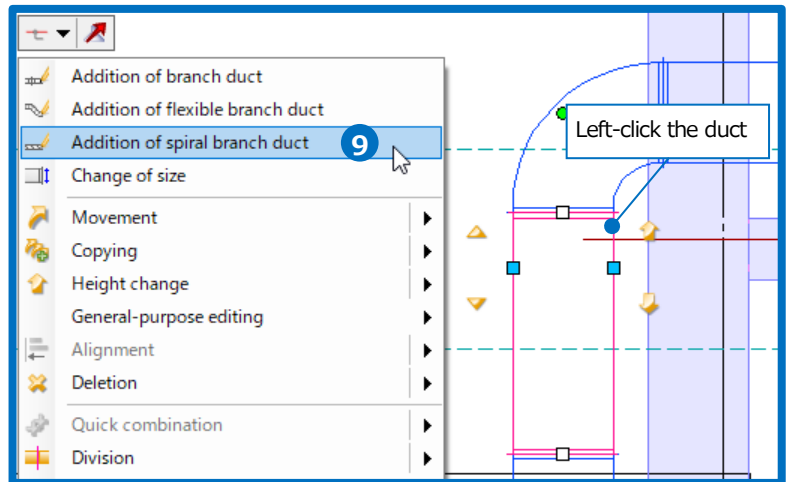 Addition of branch duct
Addition of flexible branch duct
Addition of spiral branch duct 9
Change of size
Movement
Copying
Height change
General-purpose editing
Alignment
Deletion
Quick combination
Division
Left-click the duct